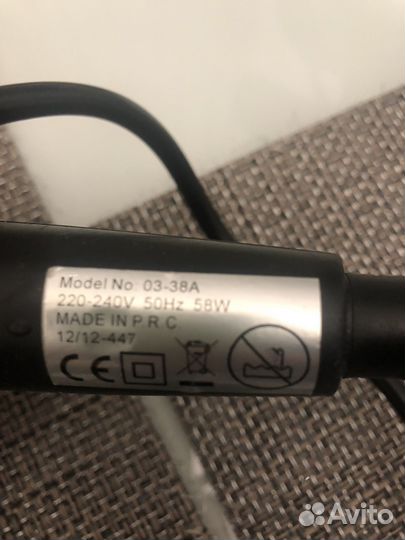 Model No: 03-38A
220-240V 50Hz 58W
MADE IN P R C
12/12-447
CE
Avito